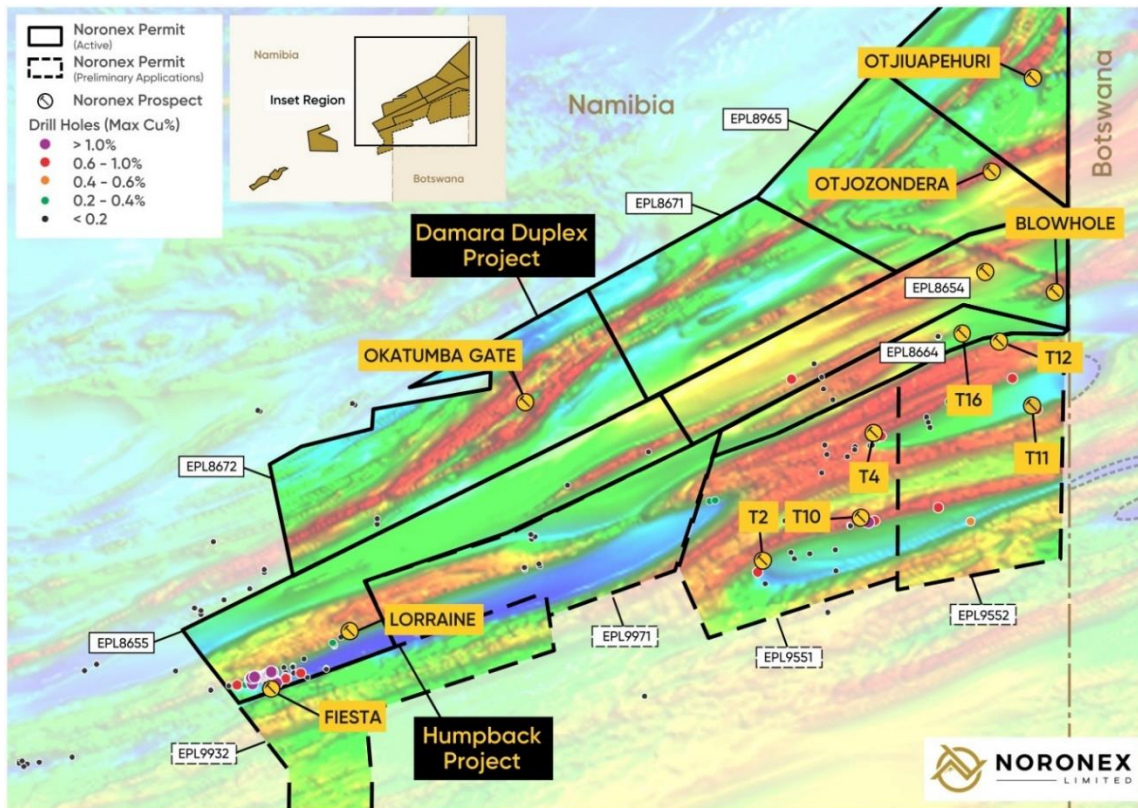 Noronex Permit
(Active)
Noronex Permit
(Preliminary Applications)
Noronex Prospect
Drill Holes (Max Cu%)
> 1.0%
0.6 - 1.0%
0.4 - 0.6%
0.2 - 0.4%
< 0.2
Namibia
Inset Region
Botswana
Namibia
Botswana
OTJIUAPEHURI
EPL8965
OTJOZONDERA
EPL8671
BLOWHOLE
Damara Duplex
Project
EPL8654
OKATUMBA GATE
EPL8664
T12
T16
T11
EPL8672
T4
T2
T10
LORRAINE
EPL8655
EPL9971
EPL9552
EPL9551
FIESTA
Humpback
Project
EPL9932
NORONEX
LIMITED